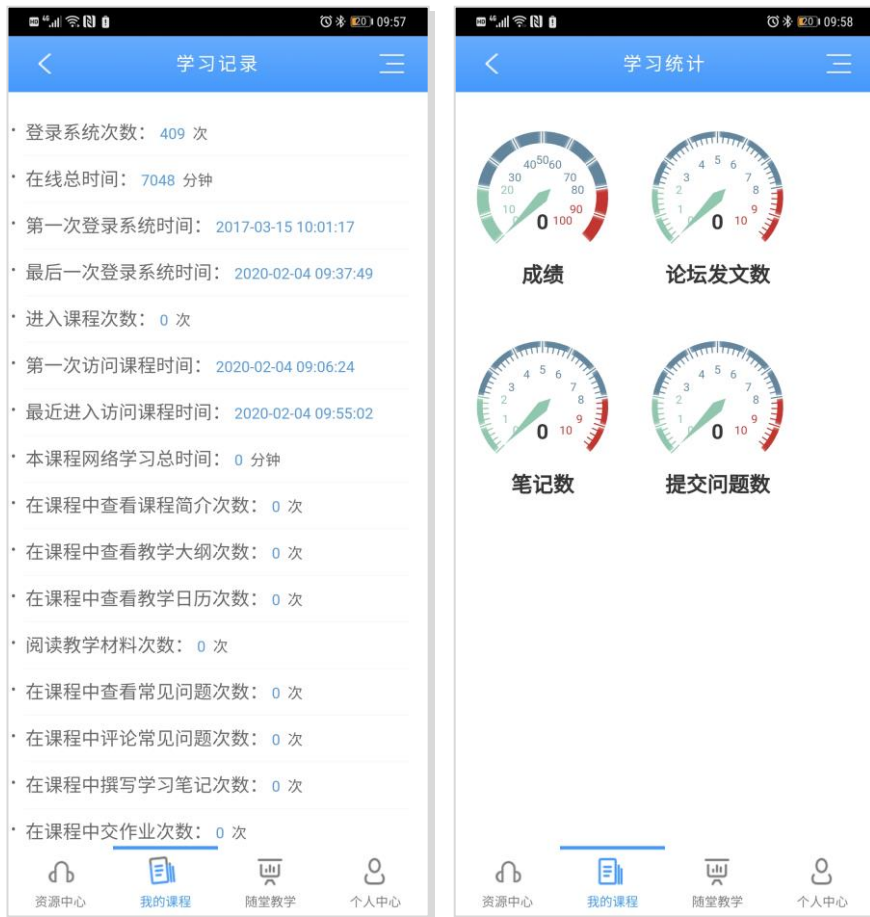 20 09:57
学习记录
登录系统次数： 409 次
在线总时间： 7048 分钟
第一次登录系统时间： 2017-03-15 10:01:17
最后一次登录系统时间： 2020-02-04 09:37:49
进入课程次数： 0 次
第一次访问课程时间： 2020-02-04 09:06:24
最近进入访问课程时间： 2020-02-04 09:55:02
本课程网络学习总时间： 0 分钟
在课程中查看课程简介次数： 0 次
在课程中查看教学大纲次数： 0 次
在课程中查看教学日历次数： 0 次
阅读教学材料次数： 0 次
在课程中查看常见问题次数： 0 次
在课程中评论常见问题次数： 0 次
在课程中撰写学习笔记次数： 0 次
在课程中交作业次数： 0 次
资源中心 我的课程 随堂教学 个人中心
20 09:58
学习统计
0 10 20 30 40 50 60 70 80 90 100
0
成绩
0 1 2 3 4 5 6 7 8 9 10
0
论坛发文数
0 1 2 3 4 5 6 7 8 9 10
0
笔记数
0 1 2 3 4 5 6 7 8 9 10
0
提交问题数
资源中心 我的课程 随堂教学 个人中心